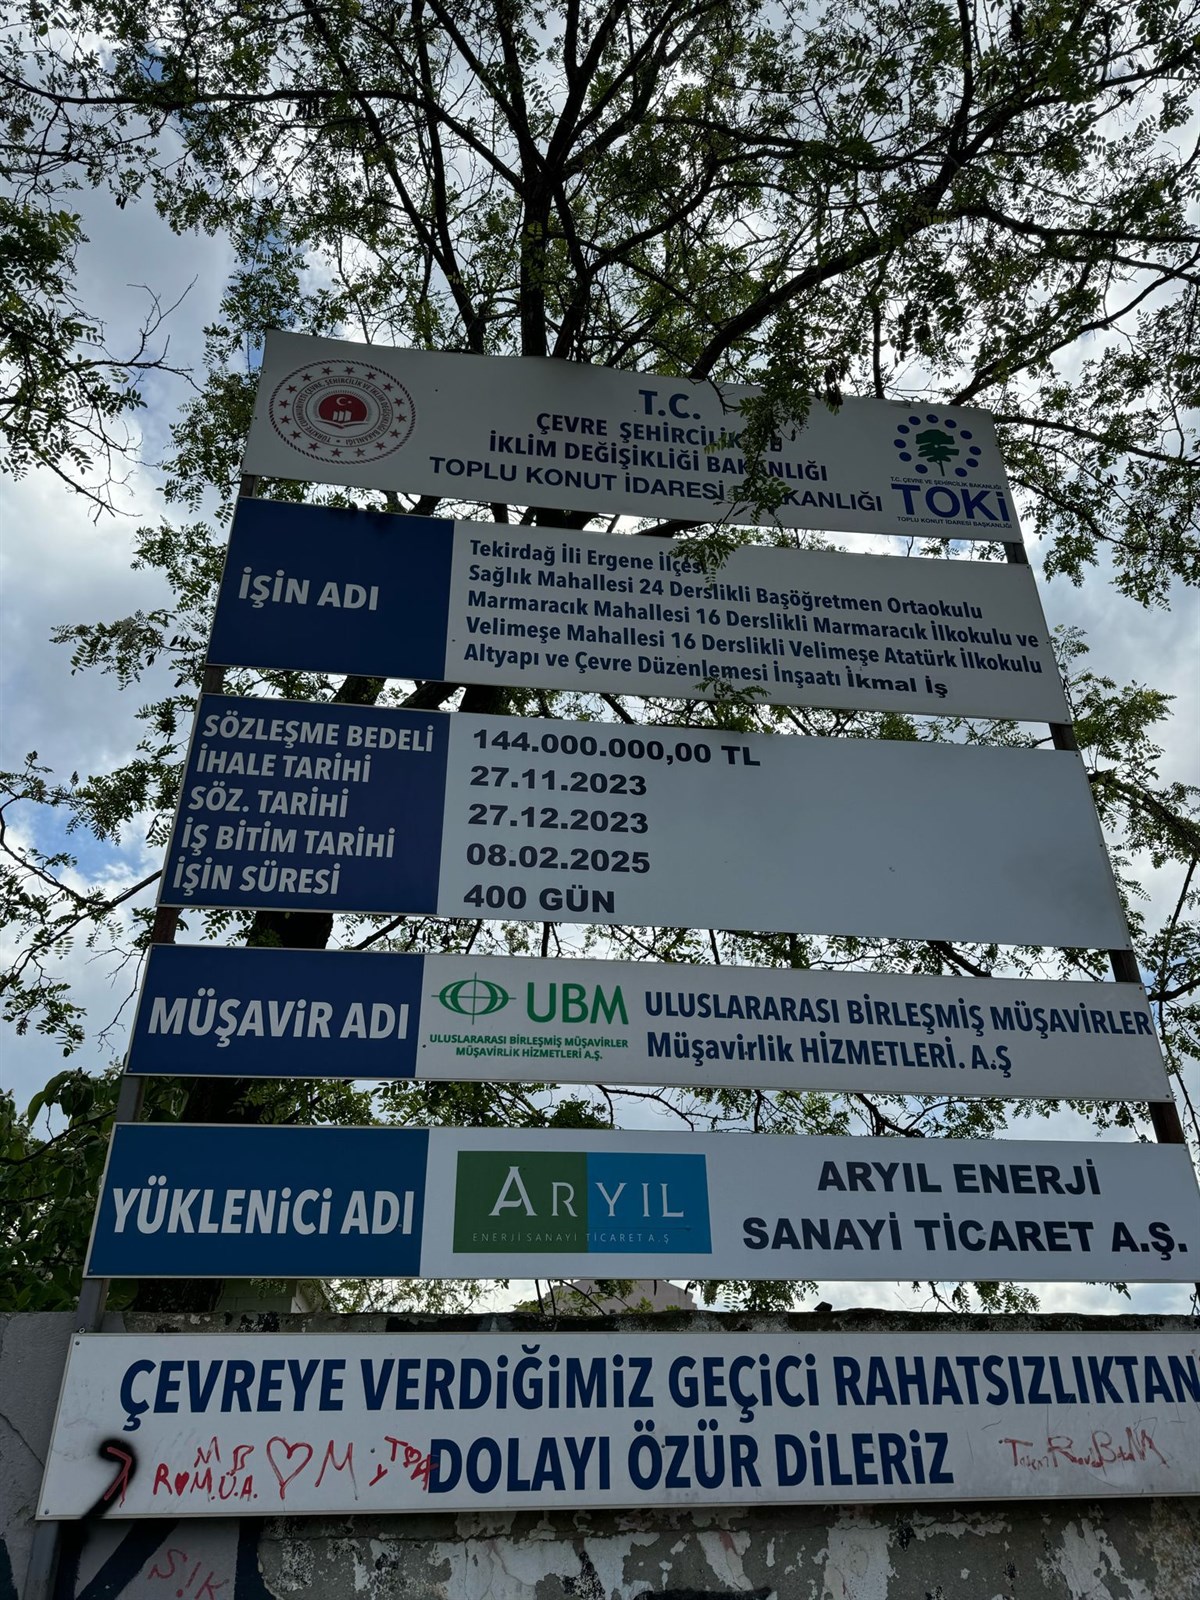 T.C.
ÇEVRE ŞEHİRCİLİK
İKLİM DEĞİŞİKLİĞİ BAKANLIĞI
TOPLU KONUT İDARESİ BAŞKANLIĞI
T.C. ÇEVRE VE ŞEHİRCİLİK BAKANLIĞI
TOKİ
TOPLU KONUT İDARESİ BAŞKANLIĞI
İŞİN ADI
Tekirdağ İli Ergene İlçesi
Sağlık Mahallesi 24 Derslikli Başöğretmen Ortaokulu
Marmaracık Mahallesi 16 Derslikli Marmaracık İlkokulu ve
Velimeşe Mahallesi 16 Derslikli Velimeşe Atatürk İlkokulu
Altyapı ve Çevre Düzenlemesi İnşaatı İkmal İş
SÖZLEŞME BEDELİ 144.000.000,00 TL
İHALE TARİHİ 27.11.2023
SÖZ. TARİHİ 27.12.2023
İŞ BİTİM TARİHİ 08.02.2025
İŞİN SÜRESİ 400 GÜN
MÜŞAVİR ADI
UBM
ULUSLARARASI BİRLEŞMİŞ MÜŞAVİRLER
MÜŞAVİRLİK HİZMETLERİ A.Ş.
ULUSLARARASI BİRLEŞMİŞ MÜŞAVİRLER
Müşavirlik HİZMETLERİ. A.Ş
YÜKLENİCİ ADI
ARYIL
ENERJİ SANAYİ TİCARET A.Ş
ARYIL ENERJİ
SANAYİ TİCARET A.Ş.
ÇEVREYE VERDİĞİMİZ GEÇİCİ RAHATSIZLIKTAN
DOLAYI ÖZÜR DİLERİZ